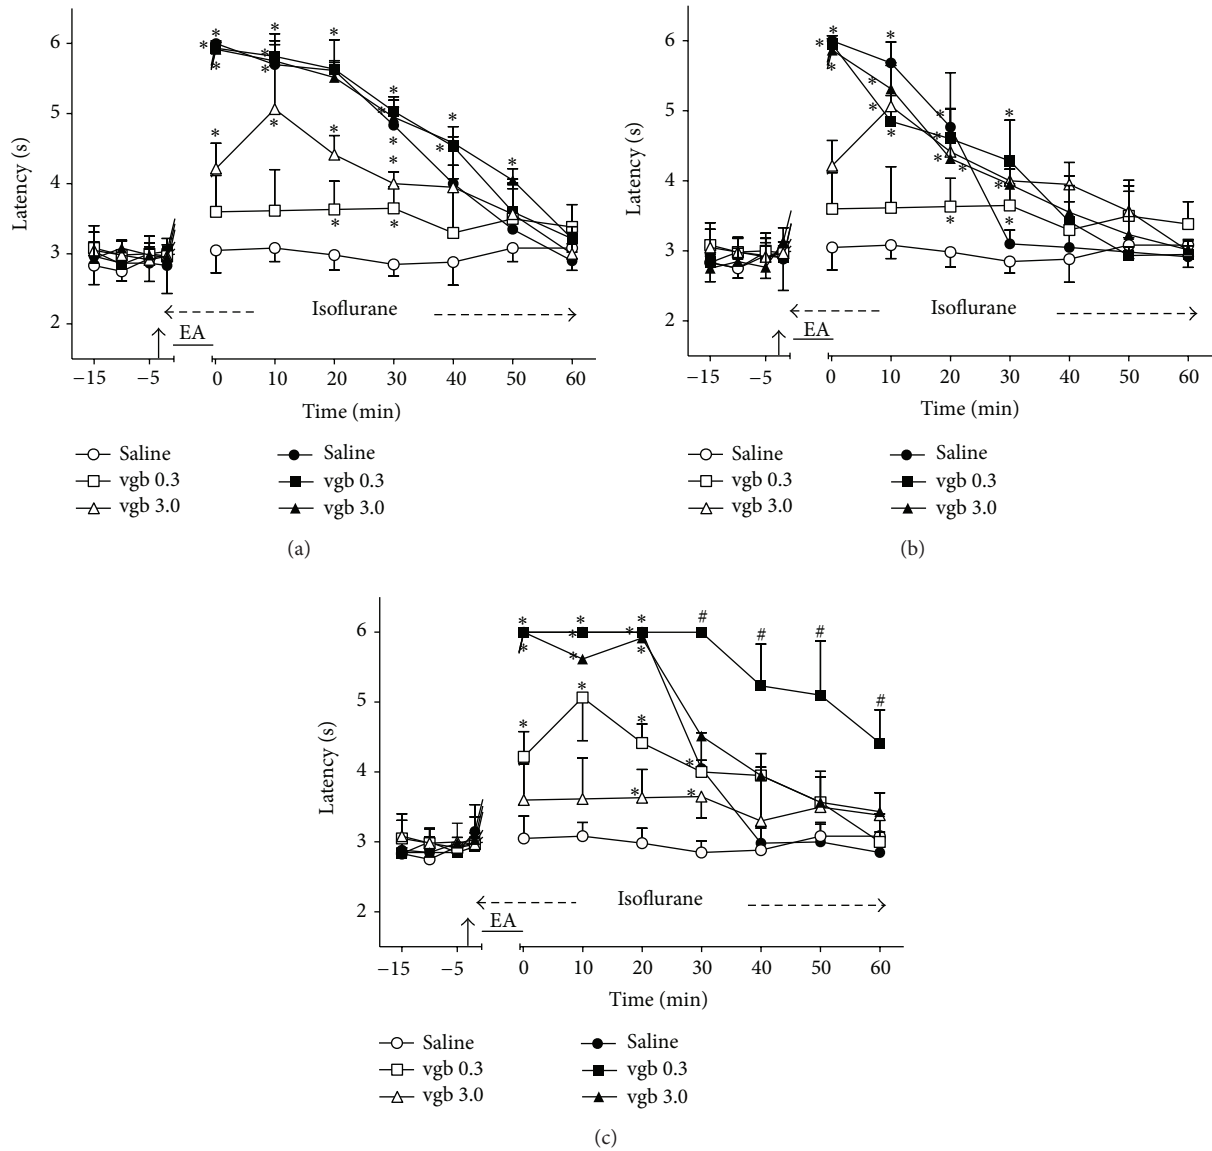 6
5
4
3
2
Latency (s)
Isoflurane
EA
−15 −5 0 10 20 30 40 50 60
Time (min)
Saline Saline
vgb 0.3 vgb 0.3
vgb 3.0 vgb 3.0
(a)
6
5
4
3
2
Latency (s)
Isoflurane
EA
−15 −5 0 10 20 30 40 50 60
Time (min)
Saline Saline
vgb 0.3 vgb 0.3
vgb 3.0 vgb 3.0
(b)
# # # #
6
5
4
3
2
Latency (s)
Isoflurane
EA
−15 −5 0 10 20 30 40 50 60
Time (min)
Saline Saline
vgb 0.3 vgb 0.3
vgb 3.0 vgb 3.0
(c)